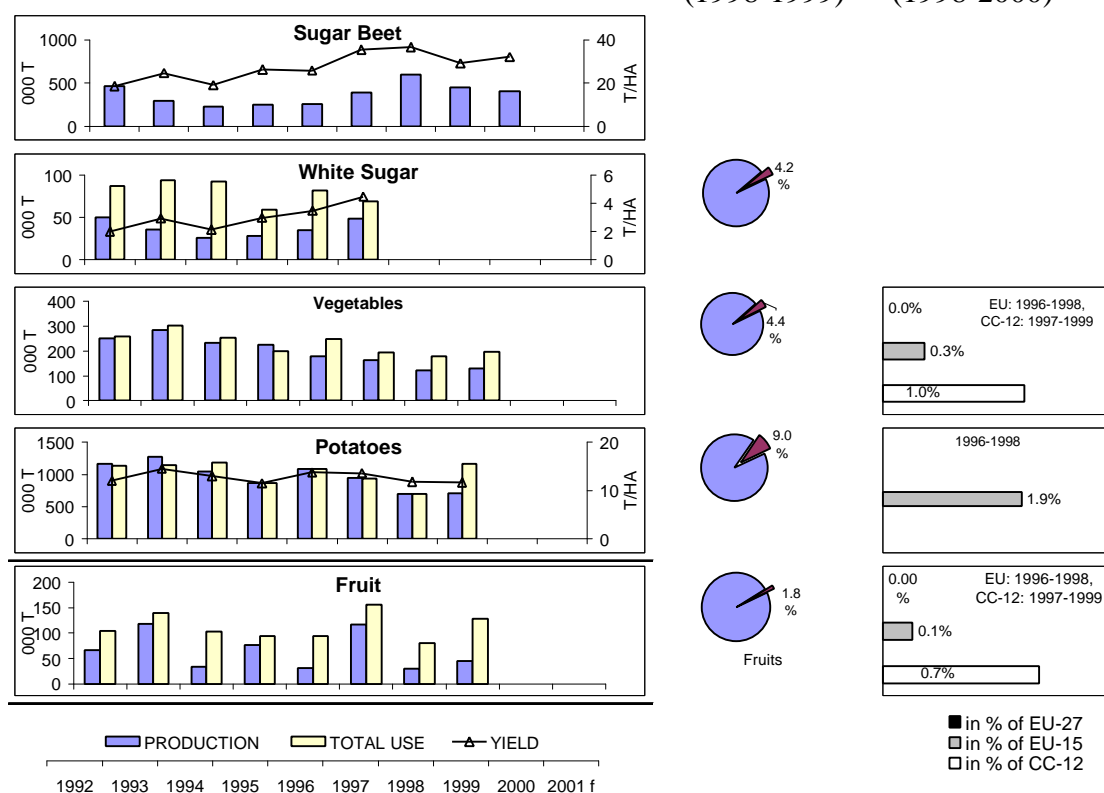 (1998-1999) (1998-2000)
Sugar Beet
1000
500
0
000 T
40
20
0
T/HA
White Sugar
100
50
0
000 T
6
4
2
0
T/HA
4.2
%
Vegetables
400
300
200
100
0
000 T
4.4
%
0.0%
EU: 1996-1998,
CC-12: 1997-1999
0.3%
1.0%
Potatoes
1500
1000
500
0
000 T
20
10
0
T/HA
9.0
%
1996-1998
1.9%
Fruit
200
150
100
50
0
000 T
1.8
%
Fruits
0.00
%
EU: 1996-1998,
CC-12: 1997-1999
0.1%
0.7%
PRODUCTION TOTAL USE YIELD
1992 1993 1994 1995 1996 1997 1998 1999 2000 2001 f
in % of EU-27
in % of EU-15
in % of CC-12